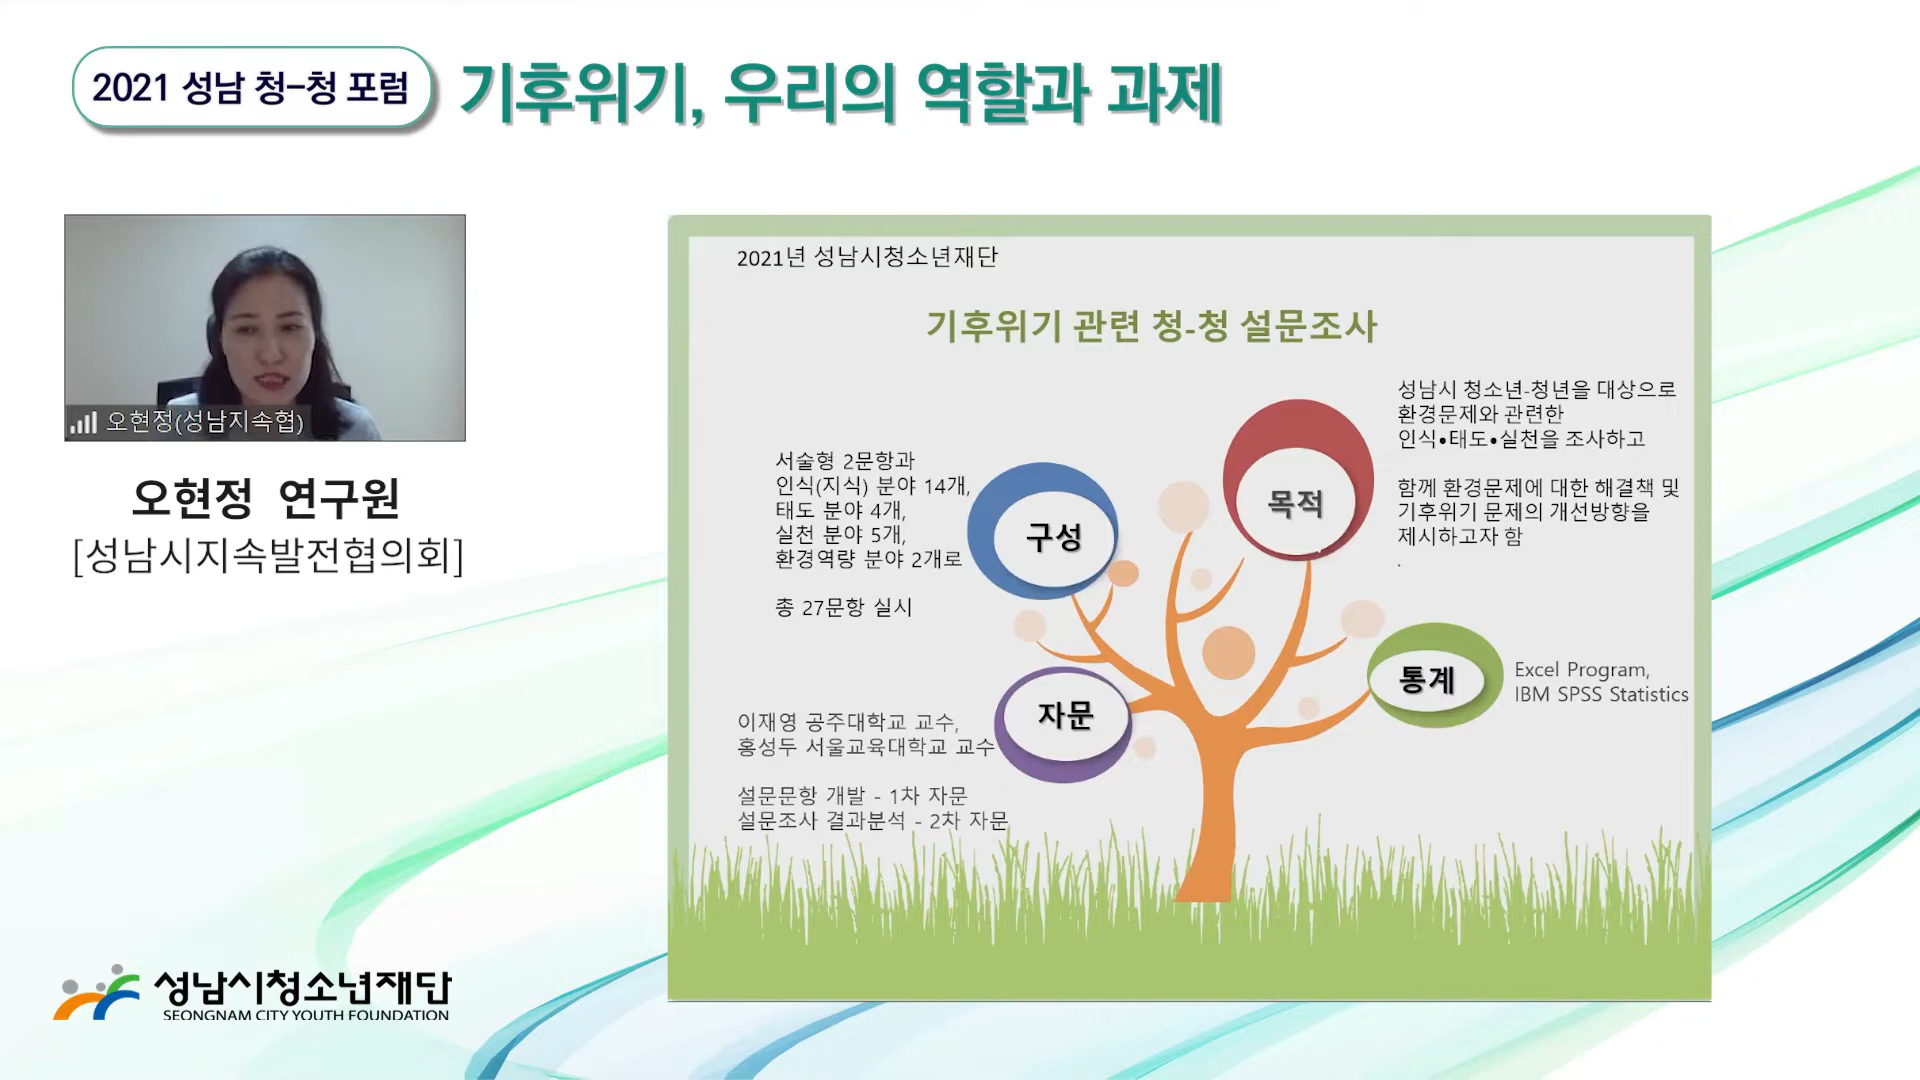 2021 성남 청-청 포럼
기후위기, 우리의 역할과 과제
오현정(성남지속협)
오현정 연구원
[성남시지속발전협의회]
2021년 성남시청소년재단
기후위기 관련 청-청 설문조사
서술형 2문항과
인식(지식) 분야 14개,
태도 분야 4개,
실천 분야 5개,
환경역량 분야 2개로
총 27문항 실시
구성
목적
성남시 청소년-청년을 대상으로
환경문제와 관련한
인식•태도•실천을 조사하고
함께 환경문제에 대한 해결책 및
기후위기 문제의 개선방향을
제시하고자 함
.
자문
이재영 공주대학교 교수,
홍성두 서울교육대학교 교수
설문문항 개발 - 1차 자문
설문조사 결과분석 - 2차 자문
통계
Excel Program,
IBM SPSS Statistics
성남시청소년재단
SEONGNAM CITY YOUTH FOUNDATION